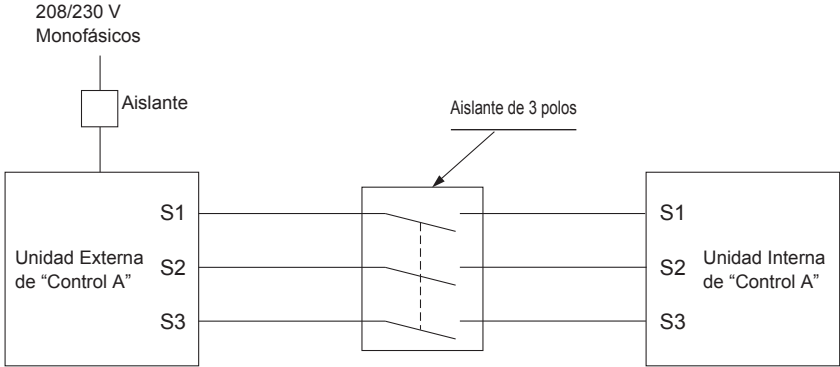 208/230 V
Monofásicos
Aislante
Aislante de 3 polos
S1
S1
Unidad Externa
de “Control A”
S2
S2
Unidad Interna
de “Control A”
S3
S3